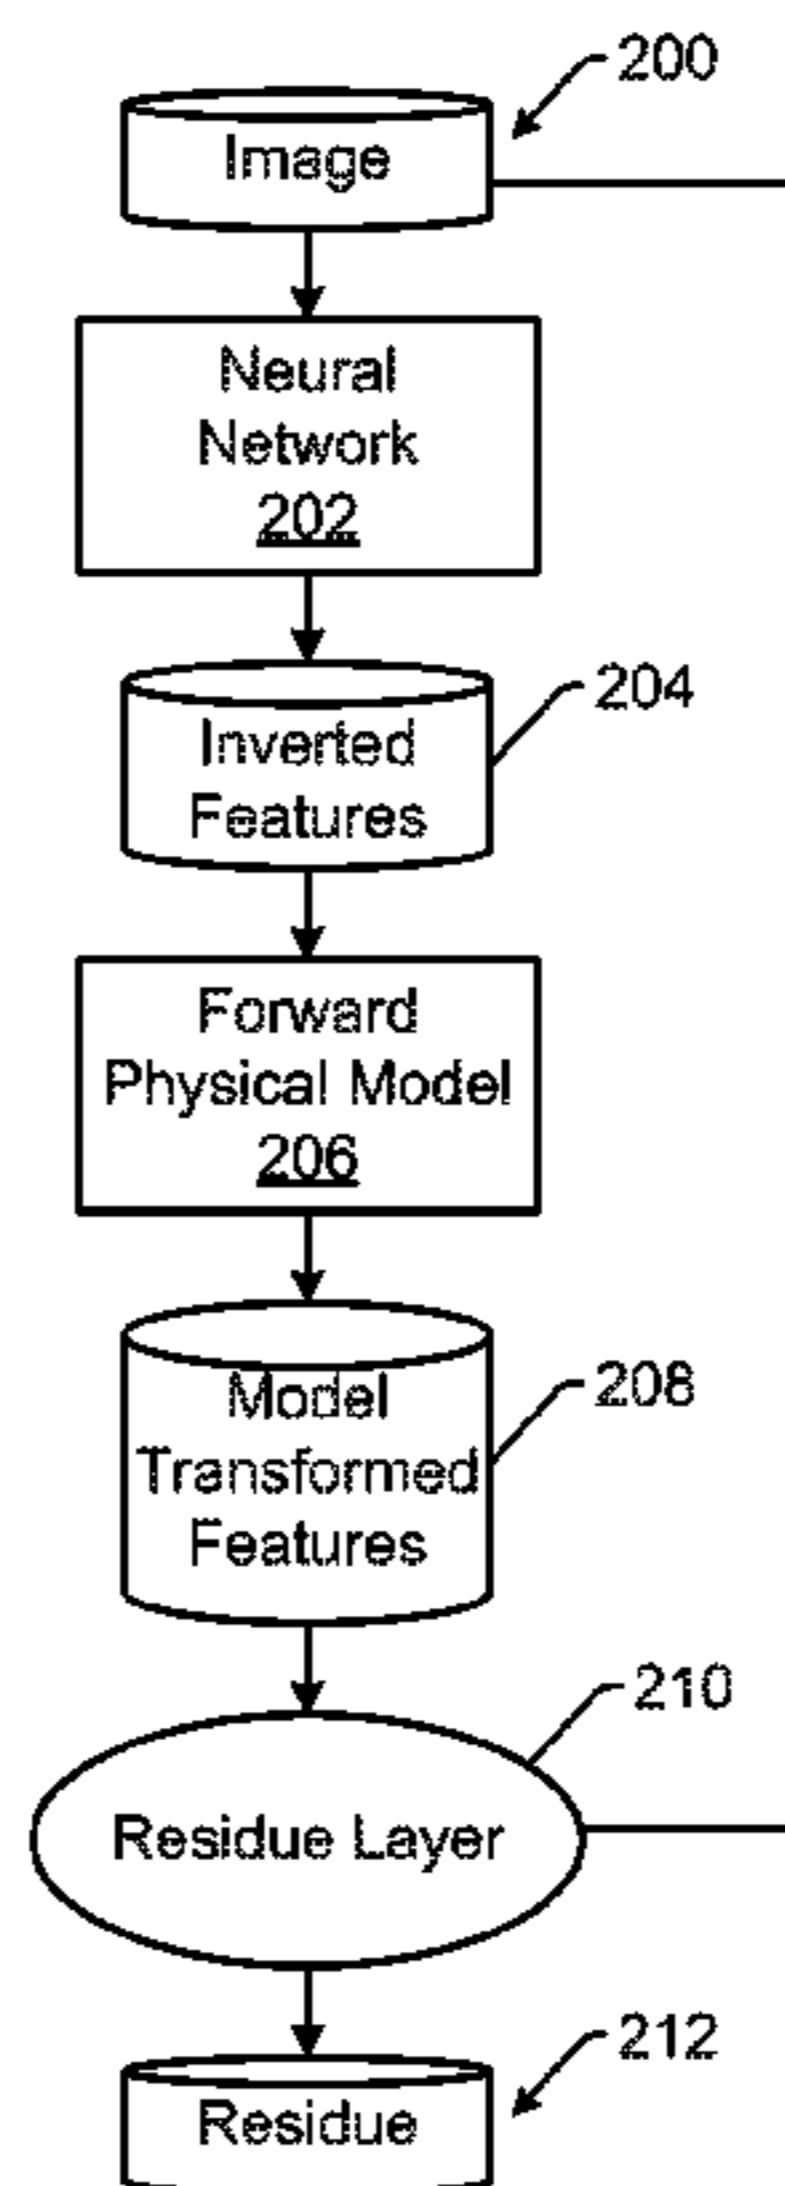 200
Image
Neural
Network
202
204
Inverted
Features
Forward
Physical Model
206
208
Model
Transformed
Features
210
Residue Layer
212
Residue